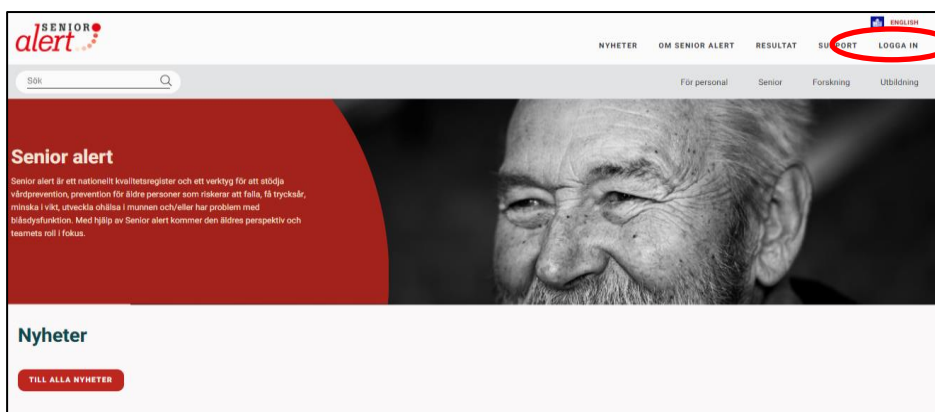 SENIOR
alert
ENGLISH
NYHETER OM SENIOR ALERT RESULTAT SUPPORT LOGGA IN
Sök
För personal Senior Forskning Utbildning
Senior alert
Senior alert är ett nationellt kvalitetsregister och ett verktyg för att stödja
vårdprevention, prevention för äldre personer som riskerar att falla, få trycksår,
minska i vikt, utveckla ohälsa i munnen och/eller har problem med
blåsdysfunktion. Med hjälp av Senior alert kommer den äldres perspektiv och
teamets roll i fokus.
Nyheter
TILL ALLA NYHETER